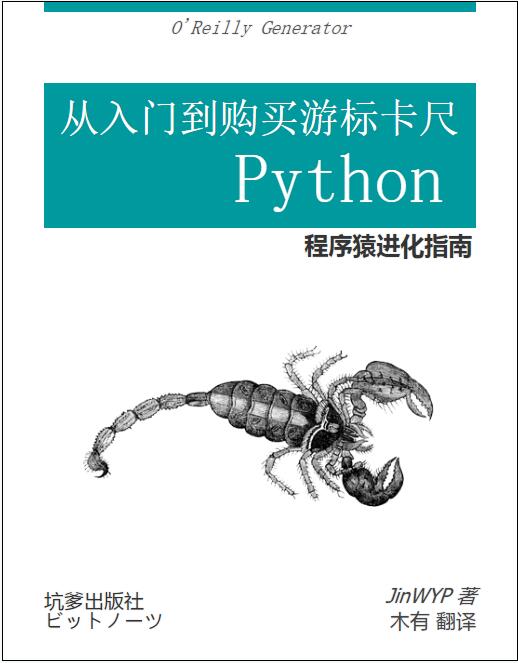 O'Reilly Generator
从入门到购买游标卡尺
Python
程序猿进化指南
坑爹出版社
ビットノーツ
JinWYP 著
木有 翻译